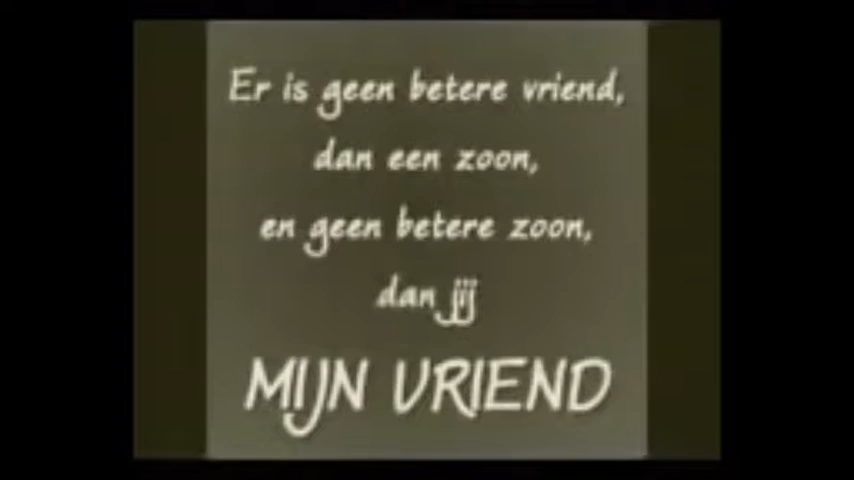 Er is geen betere vriend,
dan een zoon,
en geen betere zoon,
dan jij
MIJN VRIEND